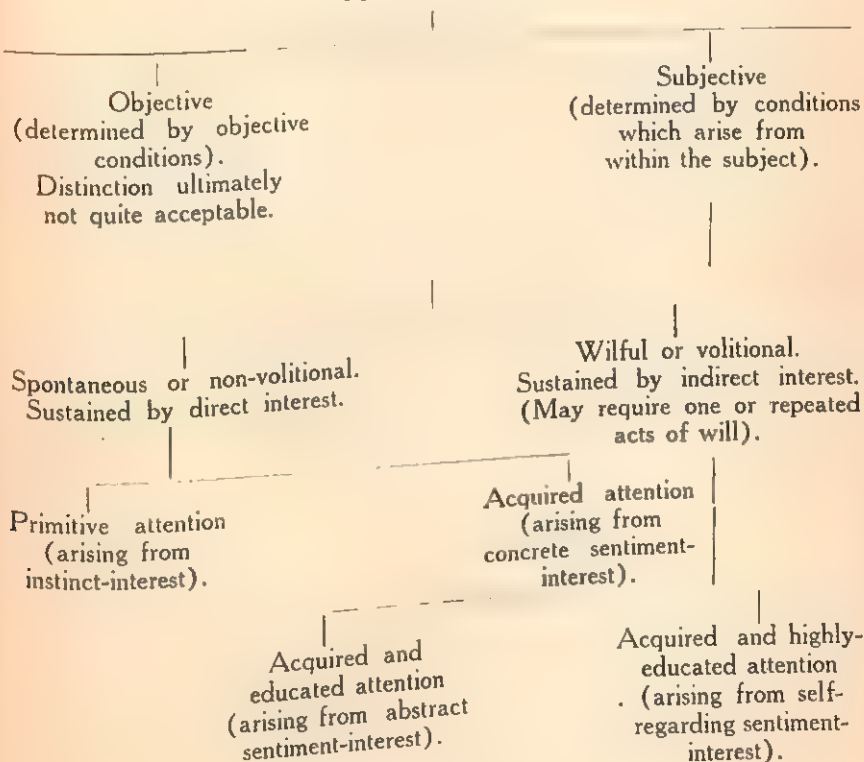 Objective
(determined by objective
conditions).
Distinction ultimately
not quite acceptable.
Subjective
(determined by conditions
which arise from
within the subject).
Spontaneous or non-volitional.
Sustained by direct interest.
Wilful or volitional.
Sustained by indirect interest.
(May require one or repeated
acts of will).
Primitive attention
(arising from
instinct-interest).
Acquired attention
(arising from
concrete sentiment-
interest).
Acquired and
educated attention
(arising from abstract
sentiment-interest).
Acquired and highly-
educated attention
. (arising from self-
regarding sentiment-
interest).